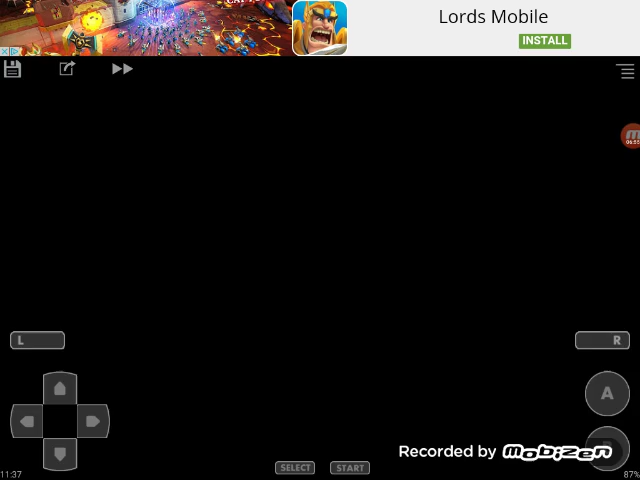 Lords Mobile
INSTALL
L
R
A
SELECT
START
Recorded by Mobizen
11:37
87%